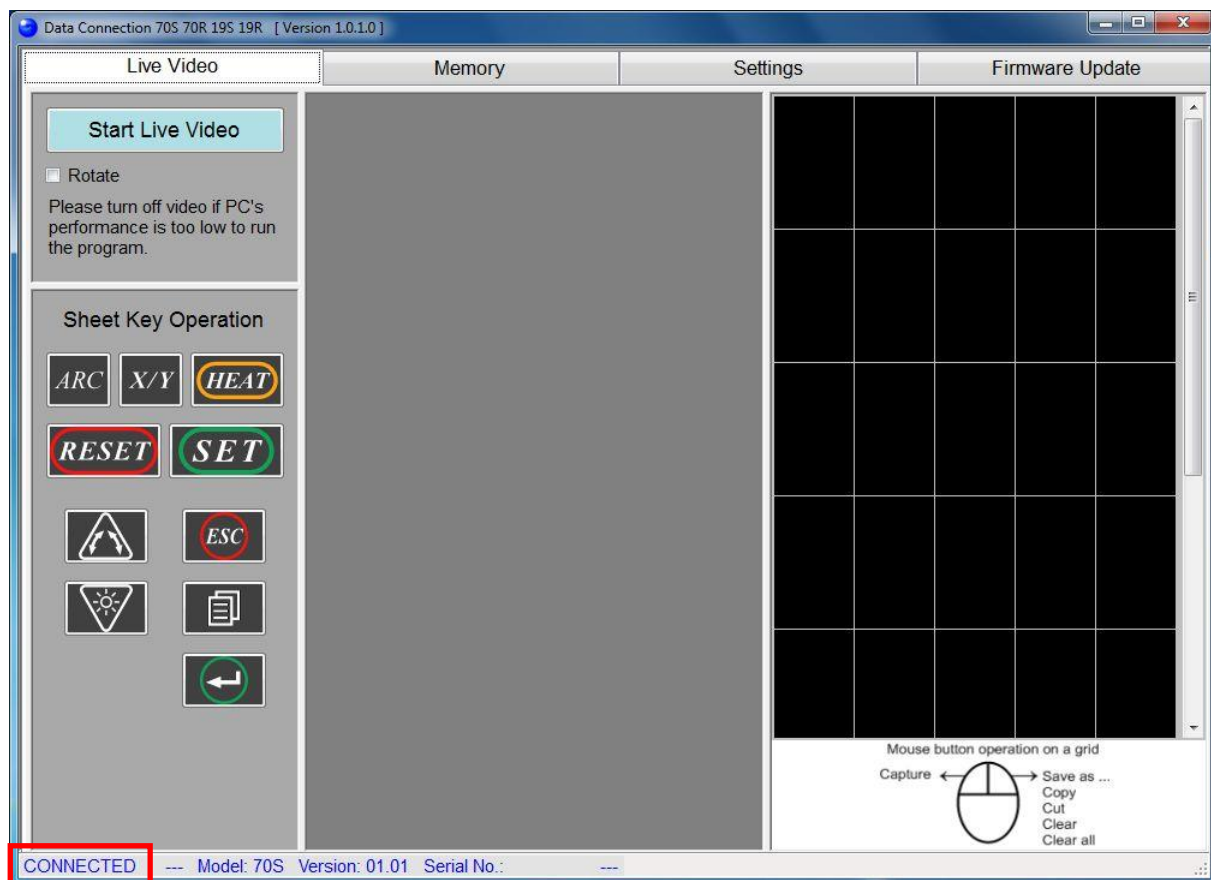 Data Connection 70S 70R 19S 19R [ Version 1.0.1.0 ]
Live Video Memory Settings Firmware Update
Start Live Video
Rotate
Please turn off video if PC's
performance is too low to run
the program.
Sheet Key Operation
ARC X/Y HEAT
RESET SET
ESC
Mouse button operation on a grid
Capture Save as ...
Copy
Cut
Clear
Clear all
CONNECTED --- Model: 70S Version: 01.01 Serial No.: ---